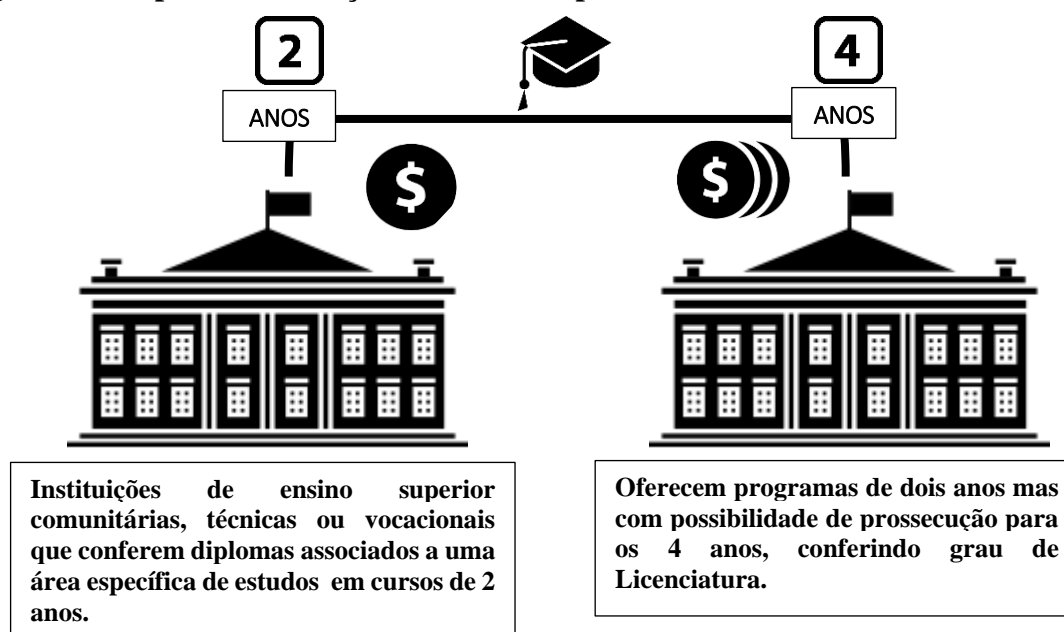 2
4
ANOS
ANOS
$
$
Instituições de ensino superior
comunitárias, técnicas ou vocacionais
que conferem diplomas associados a uma
área específica de estudos em cursos de 2
anos.
Oferecem programas de dois anos mas
com possibilidade de prossecução para
os 4 anos, conferindo grau de
Licenciatura.